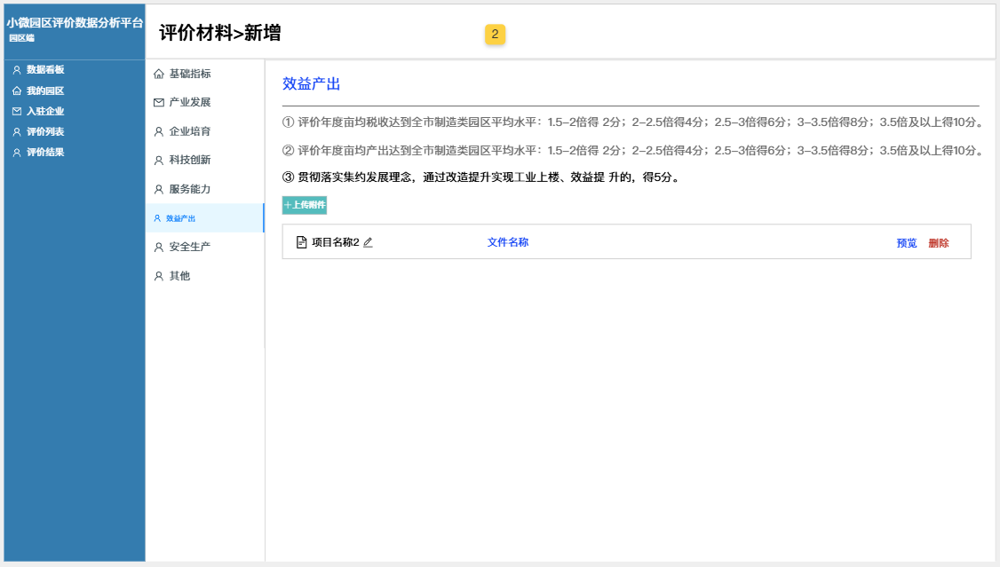 小微园区评价数据分析平台
园区端
数据看板
我的园区
入驻企业
评价列表
评价结果
评价材料>新增
2
基础指标
产业发展
企业培育
科技创新
服务能力
效益产出
安全生产
其他
效益产出
① 评价年度亩均税收达到全市制造类园区平均水平：1.5-2倍得 2分；2-2.5倍得4分；2.5-3倍得6分；3-3.5倍得8分；3.5倍及以上得10分。
② 评价年度亩均产出达到全市制造类园区平均水平：1.5-2倍得 2分；2-2.5倍得4分；2.5-3倍得6分；3-3.5倍得8分；3.5倍及以上得10分。
③ 贯彻落实集约发展理念，通过改造提升实现工业上楼、效益提 升的，得5分。
+上传附件
项目名称2 文件名称 预览 删除